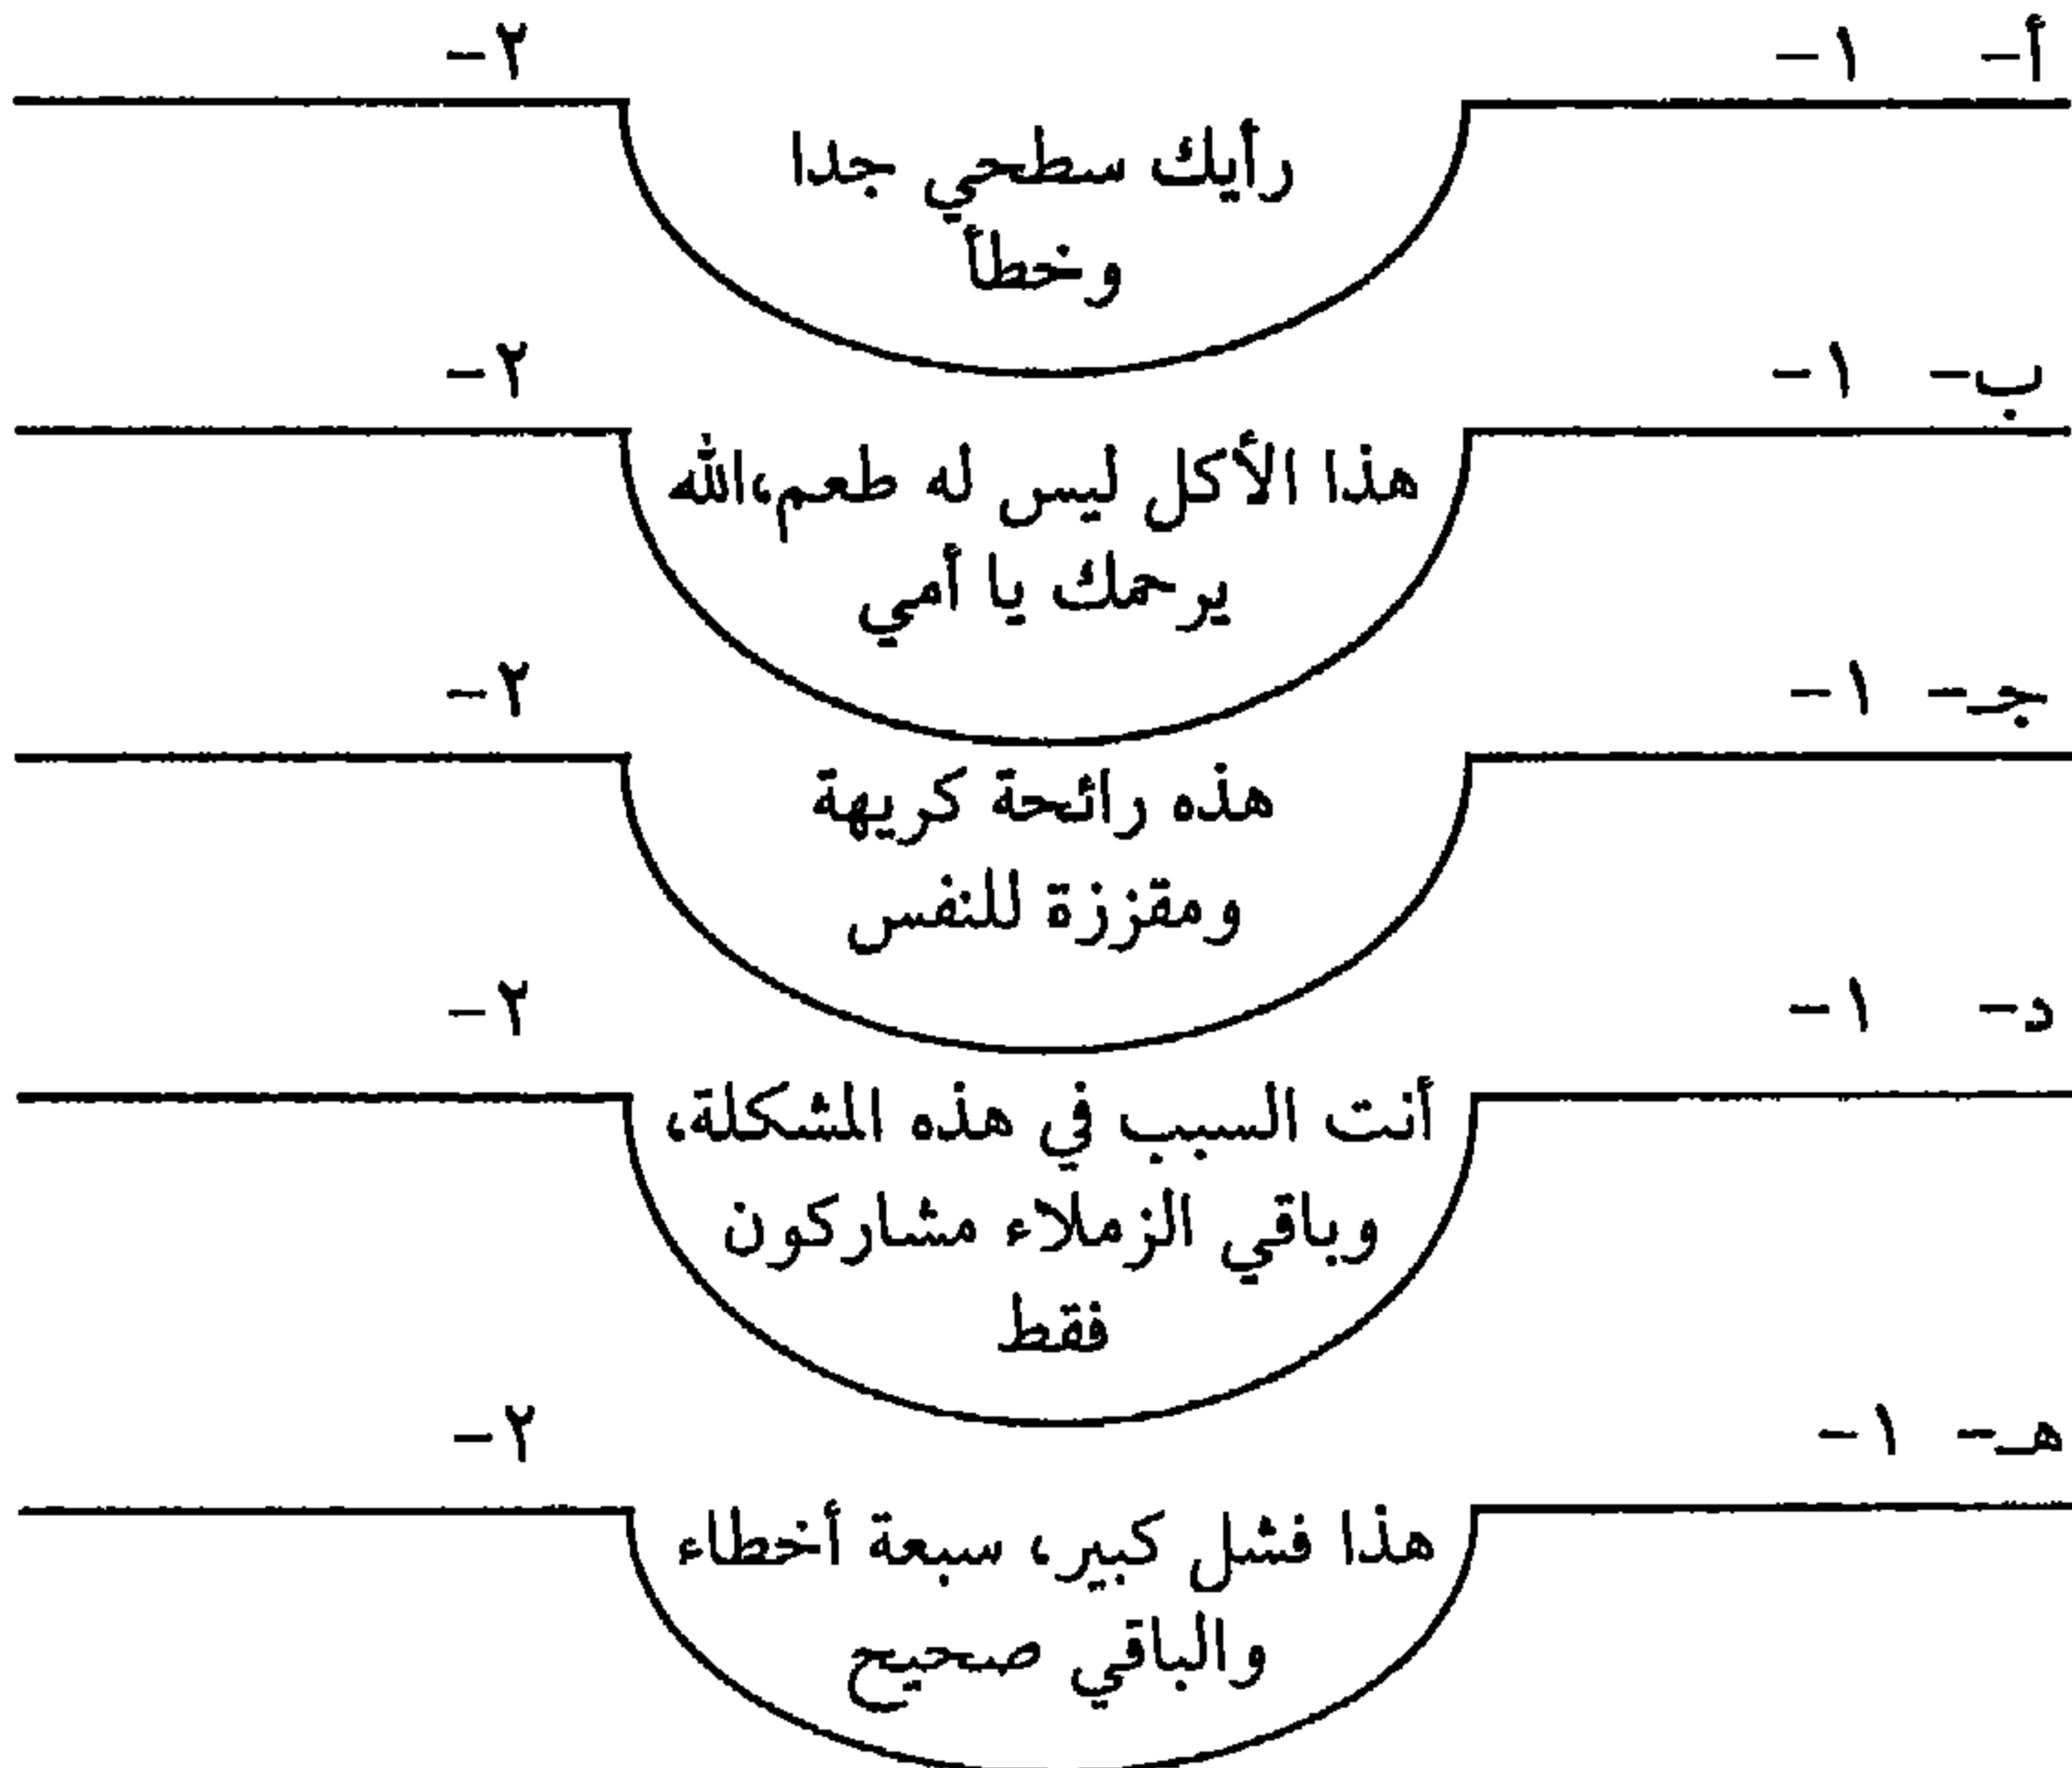 أ- ١- ٢-
رأيك سطحي جدا
وخطأ
ب- ١- ٢-
هذا الأكل ليس له طعم،الله
يرحمك يا أمي
جـ- ١- ٢-
هذه رائحة كريهة
ومقززة للنفس
د- ١- ٢-
أنت السبب في هذه المشكلة،
وباقي الزملاء مشاركون
فقط
هـ- ١- ٢-
هذا فشل كبير، سبعة أخطاء
والباقي صحيح